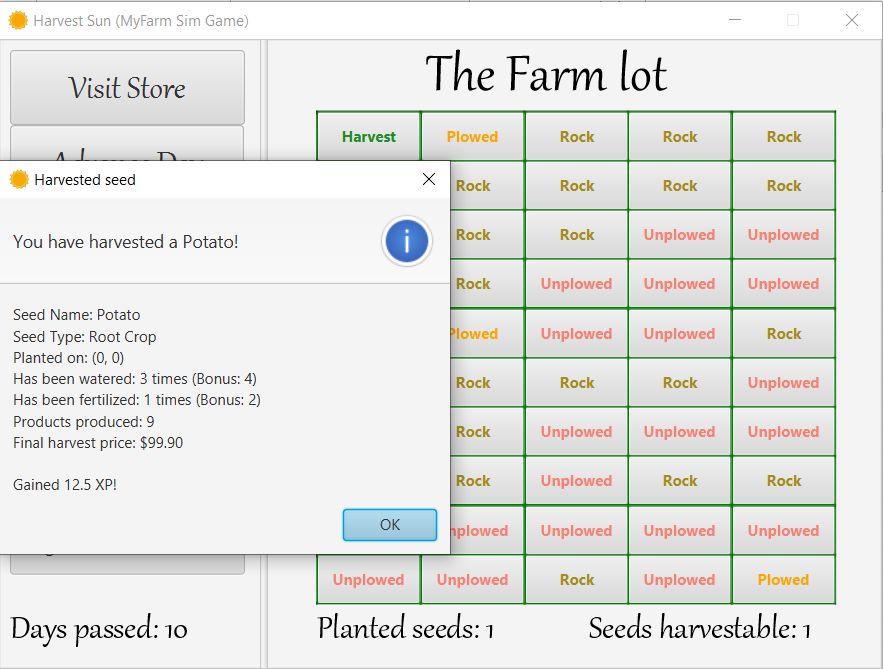 Harvest Sun (MyFarm Sim Game)
Visit Store
The Farm lot
Harvest Plowed Rock Rock Rock
Rock Rock Rock Rock
Rock Rock Unplowed Unplowed
Rock Unplowed Unplowed Unplowed
Plowed Unplowed Unplowed Rock
Rock Rock Rock Unplowed
Rock Unplowed Unplowed Unplowed
Rock Unplowed Rock Rock
Unplowed Unplowed Unplowed
Unplowed Unplowed Rock Unplowed Plowed
Harvested seed
You have harvested a Potato!
Seed Name: Potato
Seed Type: Root Crop
Planted on: (0, 0)
Has been watered: 3 times (Bonus: 4)
Has been fertilized: 1 times (Bonus: 2)
Products produced: 9
Final harvest price: $99.90
Gained 12.5 XP!
OK
Days passed: 10
Planted seeds: 1
Seeds harvestable: 1